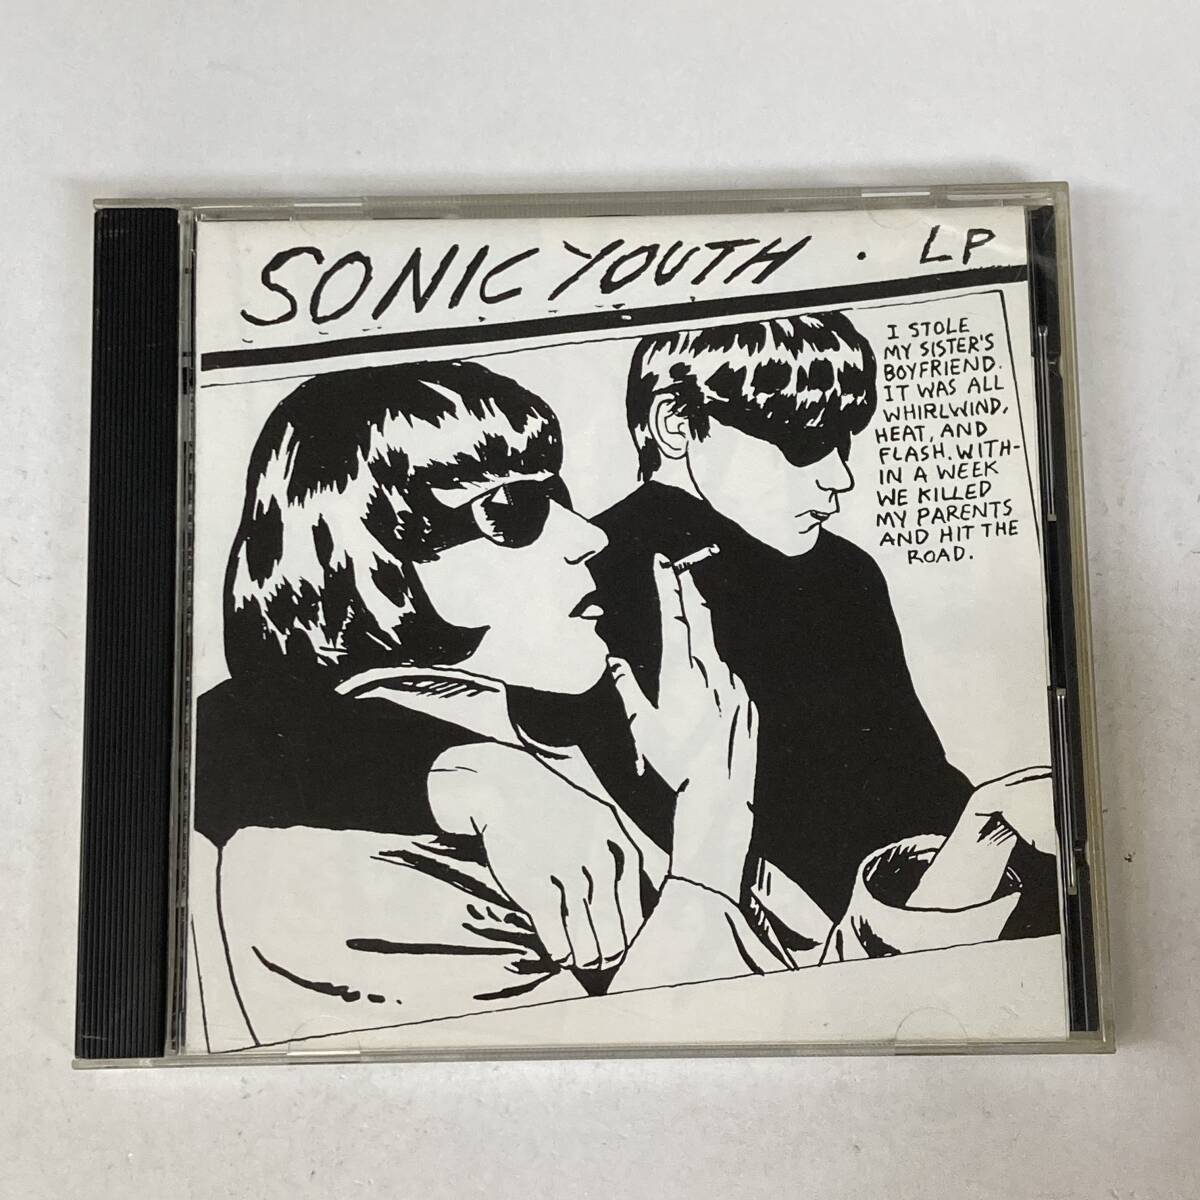 SONIC YOUTH . LP
I STOLE
MY SISTER'S
BOYFRIEND.
IT WAS ALL
WHIRLWIND,
HEAT, AND
FLASH. WITH-
IN A WEEK
WE KILLED
MY PARENTS
AND HIT THE
ROAD.